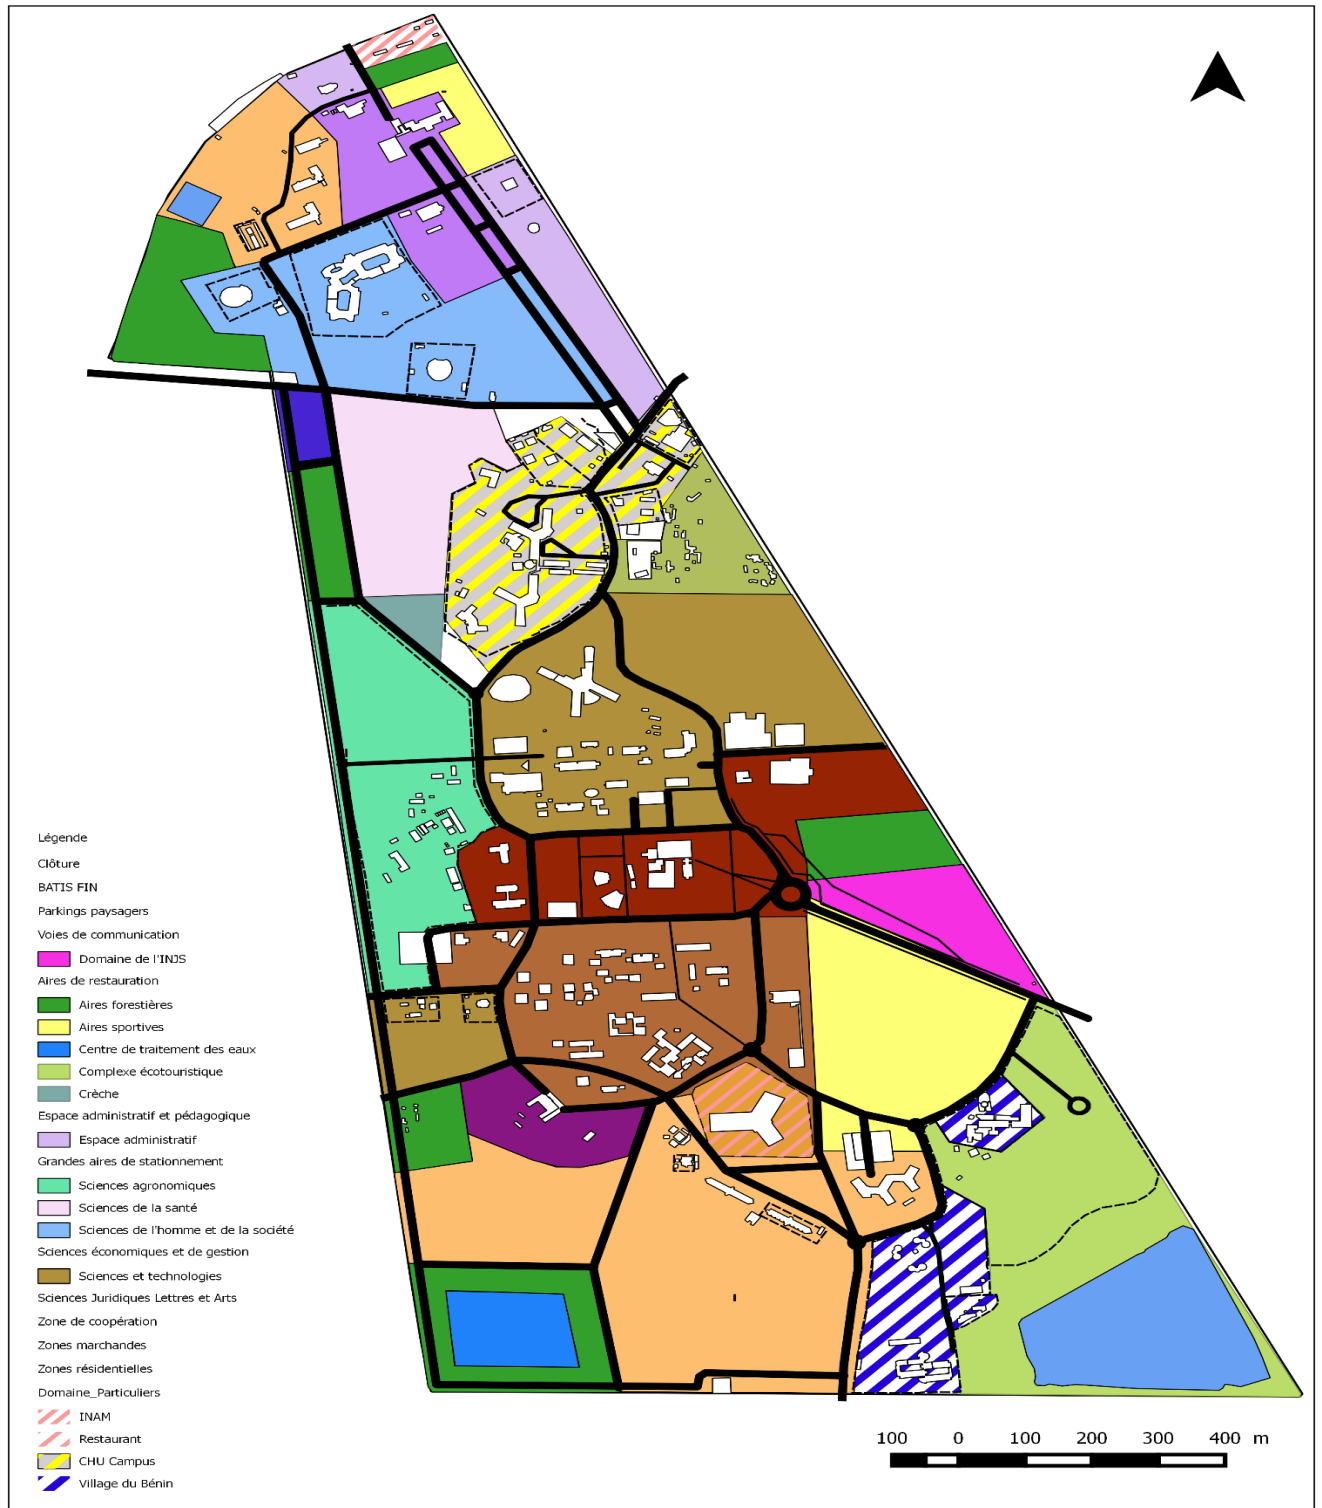 Légende
Clôture
BATIS FIN
Parkings paysagers
Voies de communication
Domaine de l'INJS
Aires de restauration
Aires forestières
Aires sportives
Centre de traitement des eaux
Complexe écotouristique
Crèche
Espace administratif et pédagogique
Espace administratif
Grandes aires de stationnement
Sciences agronomiques
Sciences de la santé
Sciences de l'homme et de la société
Sciences économiques et de gestion
Sciences et technologies
Sciences Juridiques Lettres et Arts
Zone de coopération
Zones marchandes
Zones résidentielles
Domaine_Particuliers
INAM
Restaurant
CHU Campus
Village du Bénin
100 0 100 200 300 400 m